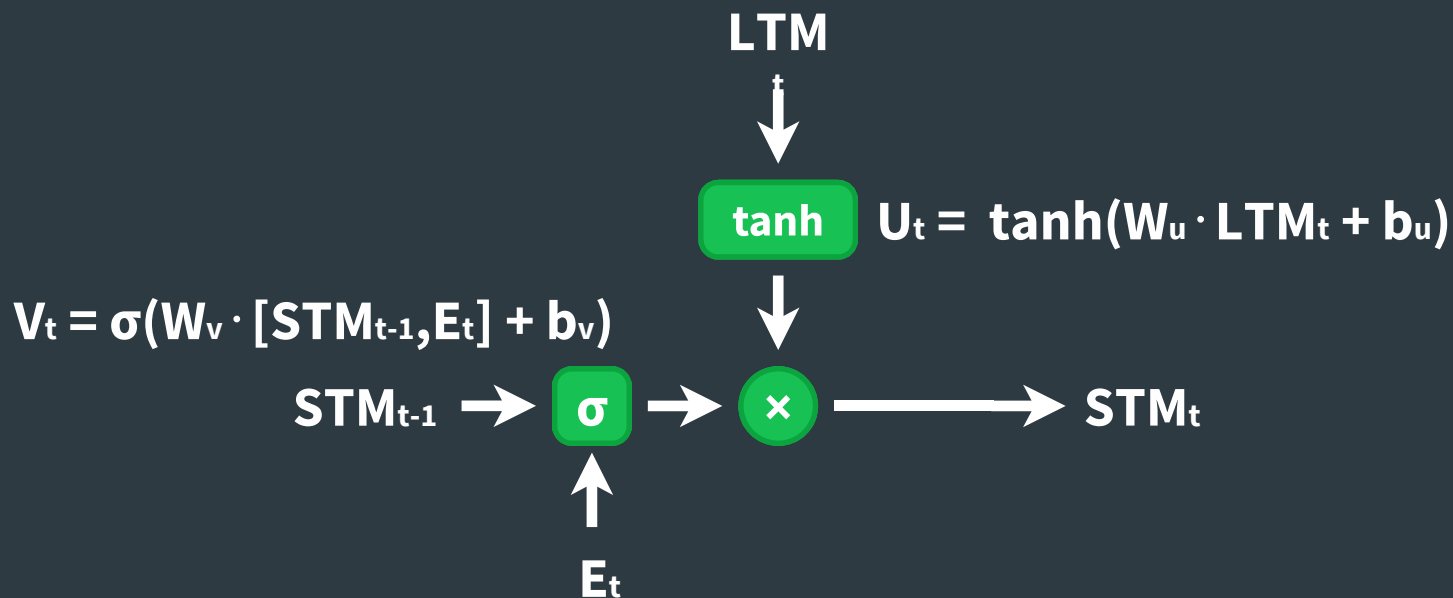 LTM
t
tanh
Ut = tanh(Wu · LTMt + bu)
Vt = σ(Wv · [STMt-1,Et] + bv)
STMt-1
σ
×
STMt
Et